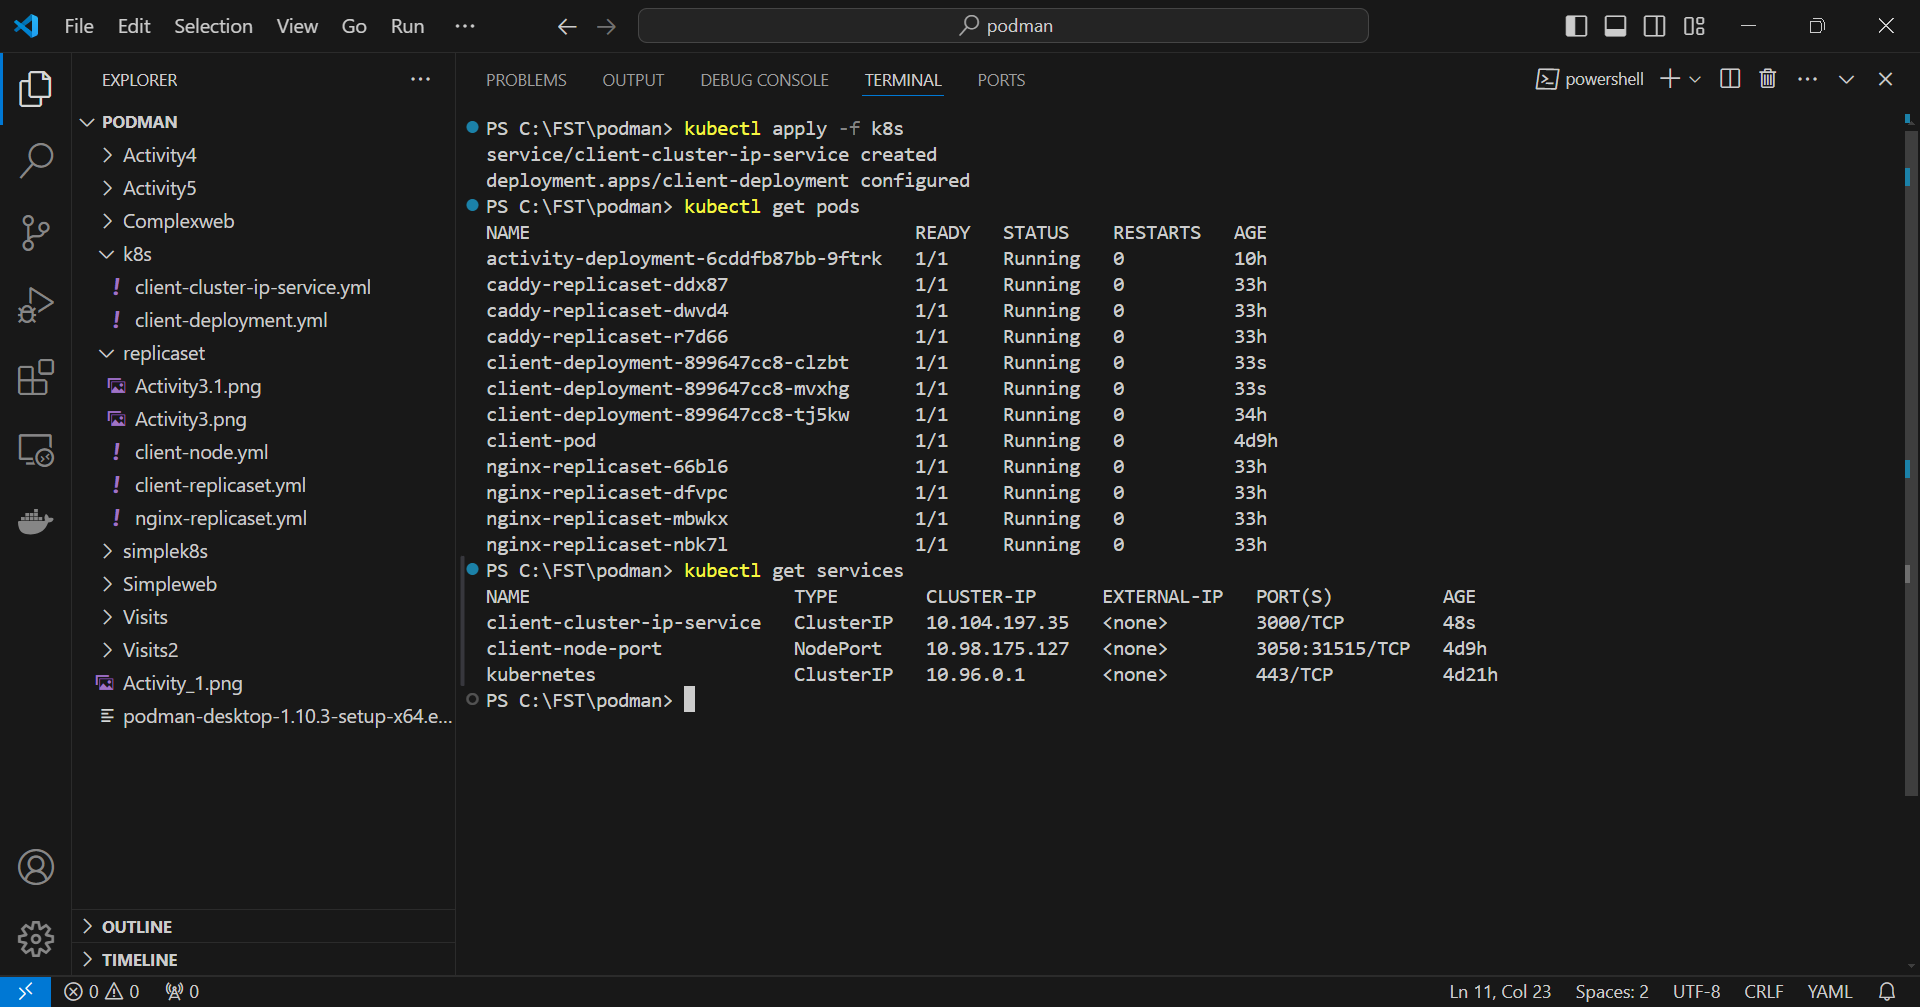 File Edit Selection View Go Run ··· podman
EXPLORER ···
PODMAN
Activity4
Activity5
Complexweb
k8s
! client-cluster-ip-service.yml
! client-deployment.yml
replicaset
Activity3.1.png
Activity3.png
! client-node.yml
! client-replicaset.yml
! nginx-replicaset.yml
simplek8s
Simpleweb
Visits
Visits2
Activity_1.png
podman-desktop-1.10.3-setup-x64.e...
OUTLINE
TIMELINE
PROBLEMS OUTPUT DEBUG CONSOLE TERMINAL PORTS powershell ···
PS C:\FST\podman> kubectl apply -f k8s
service/client-cluster-ip-service created
deployment.apps/client-deployment configured
PS C:\FST\podman> kubectl get pods
NAME READY STATUS RESTARTS AGE
activity-deployment-6cddfb87bb-9ftrk 1/1 Running 0 10h
caddy-replicaset-ddx87 1/1 Running 0 33h
caddy-replicaset-dwvd4 1/1 Running 0 33h
caddy-replicaset-r7d66 1/1 Running 0 33h
client-deployment-899647cc8-clzbt 1/1 Running 0 33s
client-deployment-899647cc8-mvxhg 1/1 Running 0 33s
client-deployment-899647cc8-tj5kw 1/1 Running 0 34h
client-pod 1/1 Running 0 4d9h
nginx-replicaset-66bl6 1/1 Running 0 33h
nginx-replicaset-dfvpc 1/1 Running 0 33h
nginx-replicaset-mbwkx 1/1 Running 0 33h
nginx-replicaset-nbk7l 1/1 Running 0 33h
PS C:\FST\podman> kubectl get services
NAME TYPE CLUSTER-IP EXTERNAL-IP PORT(S) AGE
client-cluster-ip-service ClusterIP 10.104.197.35 <none> 3000/TCP 48s
client-node-port NodePort 10.98.175.127 <none> 3050:31515/TCP 4d9h
kubernetes ClusterIP 10.96.0.1 <none> 443/TCP 4d21h
PS C:\FST\podman>
0 0 0 Ln 11, Col 23 Spaces: 2 UTF-8 CRLF YAML